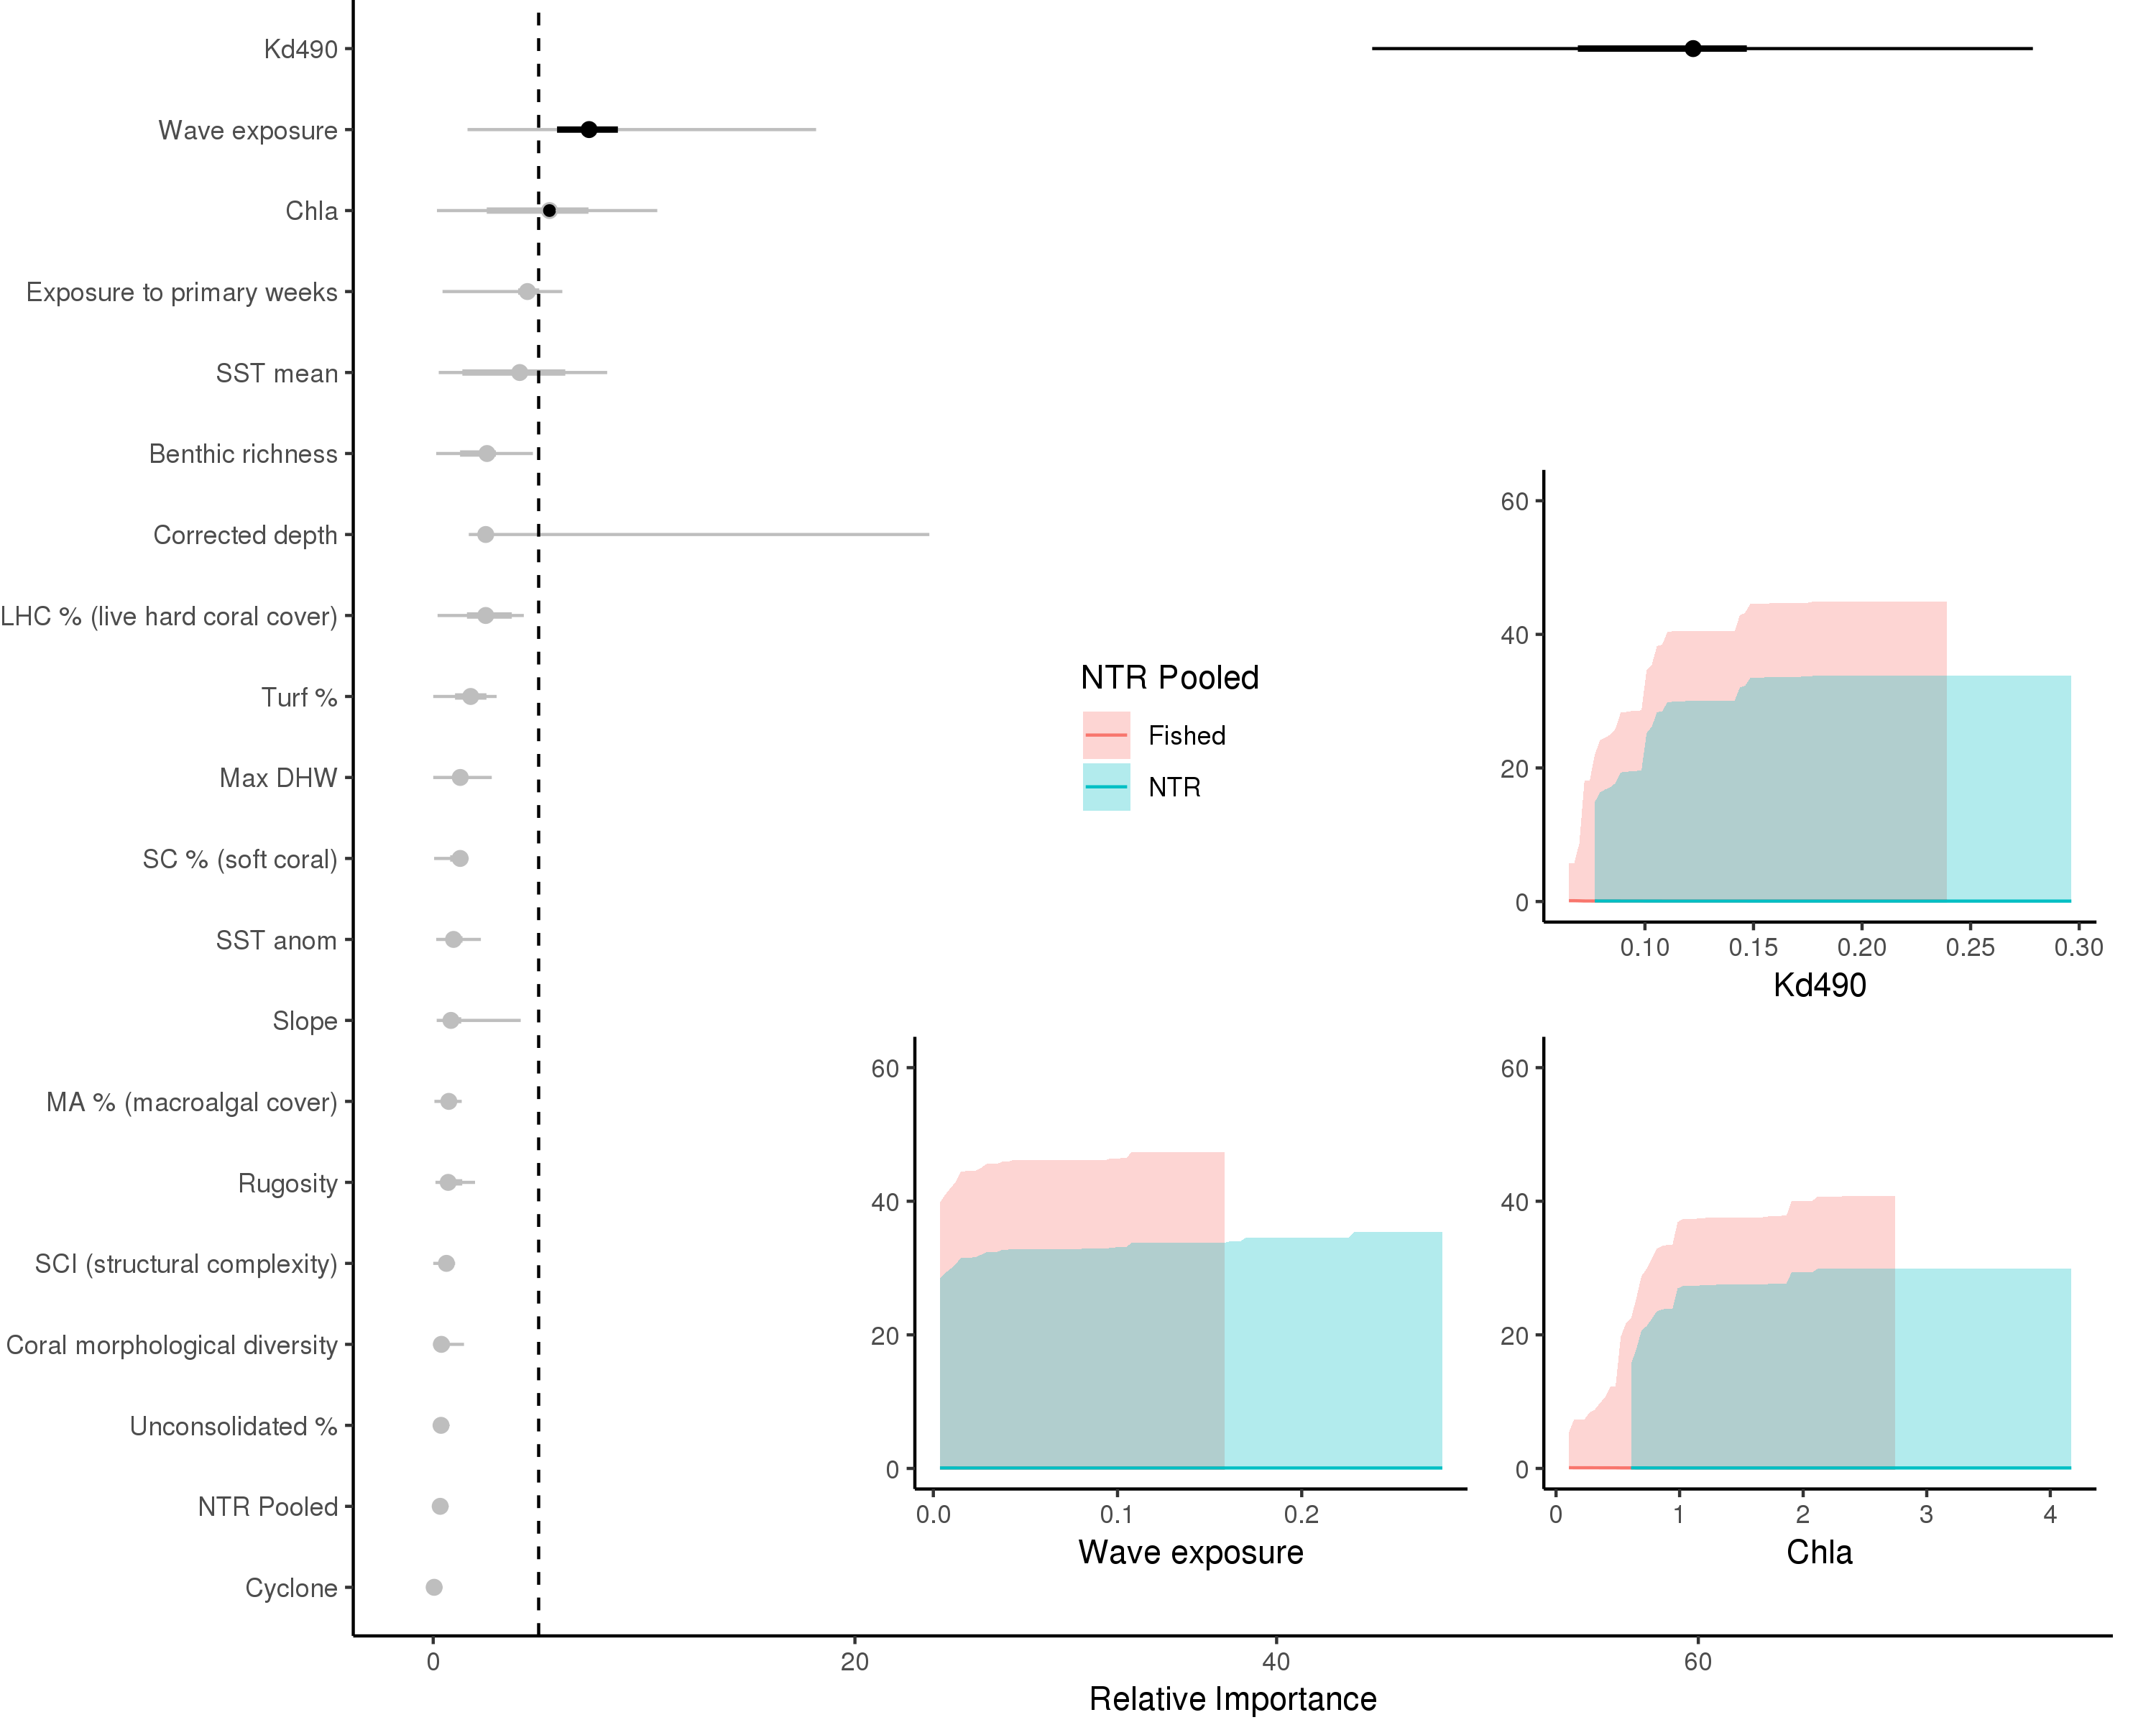 Kd490
Wave exposure
Chla
Exposure to primary weeks
SST mean
Benthic richness
Corrected depth
LHC % (live hard coral cover)
Turf %
Max DHW
SC % (soft coral)
SST anom
Slope
MA % (macroalgal cover)
Rugosity
SCI (structural complexity)
Coral morphological diversity
Unconsolidated %
NTR Pooled
Cyclone
0 20 40 60
Relative Importance
NTR Pooled
Fished
NTR
60
40
20
0
0.10 0.15 0.20 0.25 0.30
Kd490
60
40
20
0
0.0 0.1 0.2
Wave exposure
60
40
20
0
0 1 2 3 4
Chla